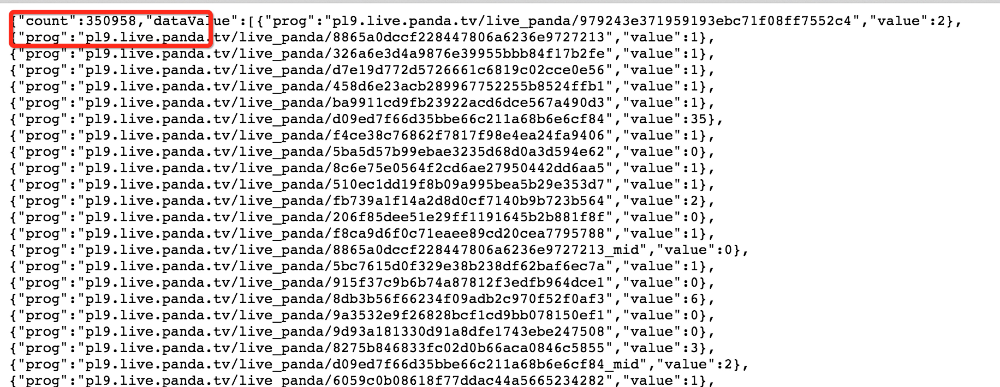 {"count":350958,"dataValue":[{"prog":"pl9.live.panda.tv/live_panda/979243e371959193ebc71f08ff7552c4","value":2},
{"prog":"pl9.live.panda.tv/live_panda/8865a0dccf228447806a6236e9727213","value":1},
{"prog":"pl9.live.panda.tv/live_panda/326a6e3d4a9876e39955bbb84f17b2fe","value":1},
{"prog":"pl9.live.panda.tv/live_panda/d7e19d772d5726661c6819c02cce0e56","value":1},
{"prog":"pl9.live.panda.tv/live_panda/458d6e23acb289967752255b8524ffb1","value":1},
{"prog":"pl9.live.panda.tv/live_panda/ba9911cd9fb23922acd6dce567a490d3","value":1},
{"prog":"pl9.live.panda.tv/live_panda/d09ed7f66d35bbe66c211a68b6e6cf84","value":35},
{"prog":"pl9.live.panda.tv/live_panda/f4ce38c76862f7817f98e4ea24fa9406","value":1},
{"prog":"pl9.live.panda.tv/live_panda/5ba5d57b99ebae3235d68d0a3d594e62","value":0},
{"prog":"pl9.live.panda.tv/live_panda/8c6e75e0564f2cd6ae27950442dd6aa5","value":1},
{"prog":"pl9.live.panda.tv/live_panda/510ec1dd19f8b09a995bea5b29e353d7","value":1},
{"prog":"pl9.live.panda.tv/live_panda/fb739a1f14a2d8d0cf7140b9b723b564","value":2},
{"prog":"pl9.live.panda.tv/live_panda/206f85dee51e29ff1191645b2b881f8f","value":0},
{"prog":"pl9.live.panda.tv/live_panda/f8ca9d6f0c71eaee89cd20cea7795788","value":1},
{"prog":"pl9.live.panda.tv/live_panda/8865a0dccf228447806a6236e9727213_mid","value":0},
{"prog":"pl9.live.panda.tv/live_panda/5bc7615d0f329e38b238df62baf6ec7a","value":1},
{"prog":"pl9.live.panda.tv/live_panda/915f37c9b6b74a87812f3edfb964dce1","value":0},
{"prog":"pl9.live.panda.tv/live_panda/8db3b56f66234f09adb2c970f52f0af3","value":6},
{"prog":"pl9.live.panda.tv/live_panda/9a3532e9f26828bcf1cd9bb078150ef1","value":0},
{"prog":"pl9.live.panda.tv/live_panda/9d93a181330d91a8dfe1743ebe247508","value":0},
{"prog":"pl9.live.panda.tv/live_panda/8275b846833fc02d0b66aca0846c5855","value":3},
{"prog":"pl9.live.panda.tv/live_panda/d09ed7f66d35bbe66c211a68b6e6cf84_mid","value":2},
{"prog":"pl9.live.panda.tv/live_panda/6059c0b08618f77ddac44a5665234282","value":1},